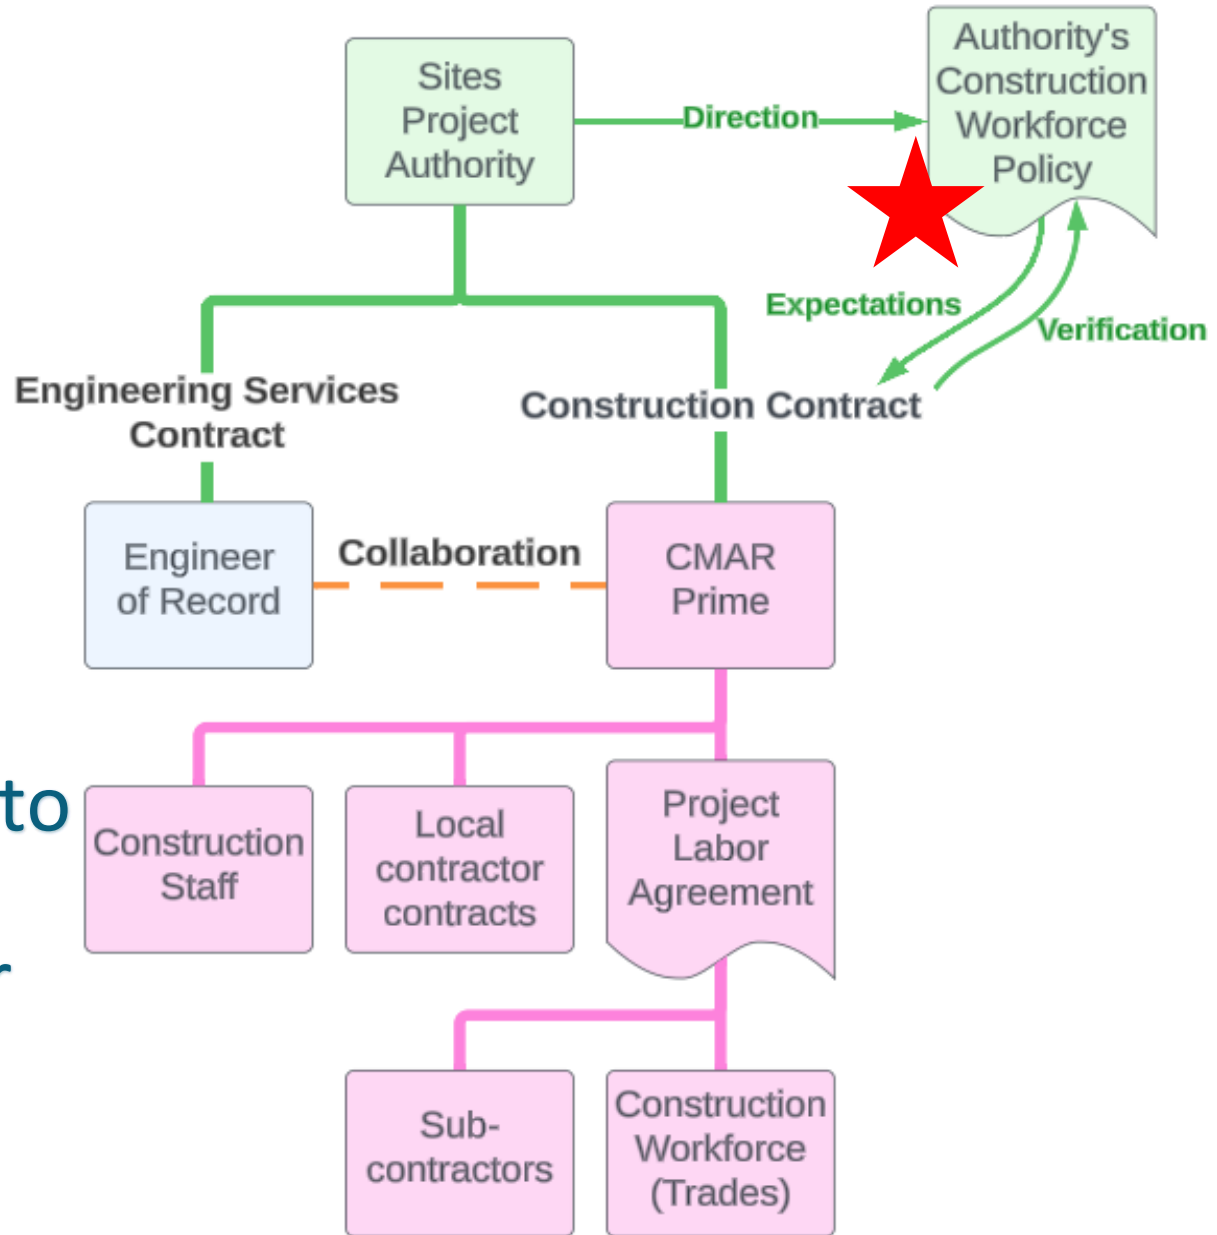 Sites
Project
Authority
Direction
Authority's
Construction
Workforce
Policy
Expectations
Verification
Engineering Services
Contract
Construction Contract
Engineer
of Record
Collaboration
CMAR
Prime
to
Construction
Staff
Local
contractor
contracts
Project
Labor
Agreement
Sub-
contractors
Construction
Workforce
(Trades)